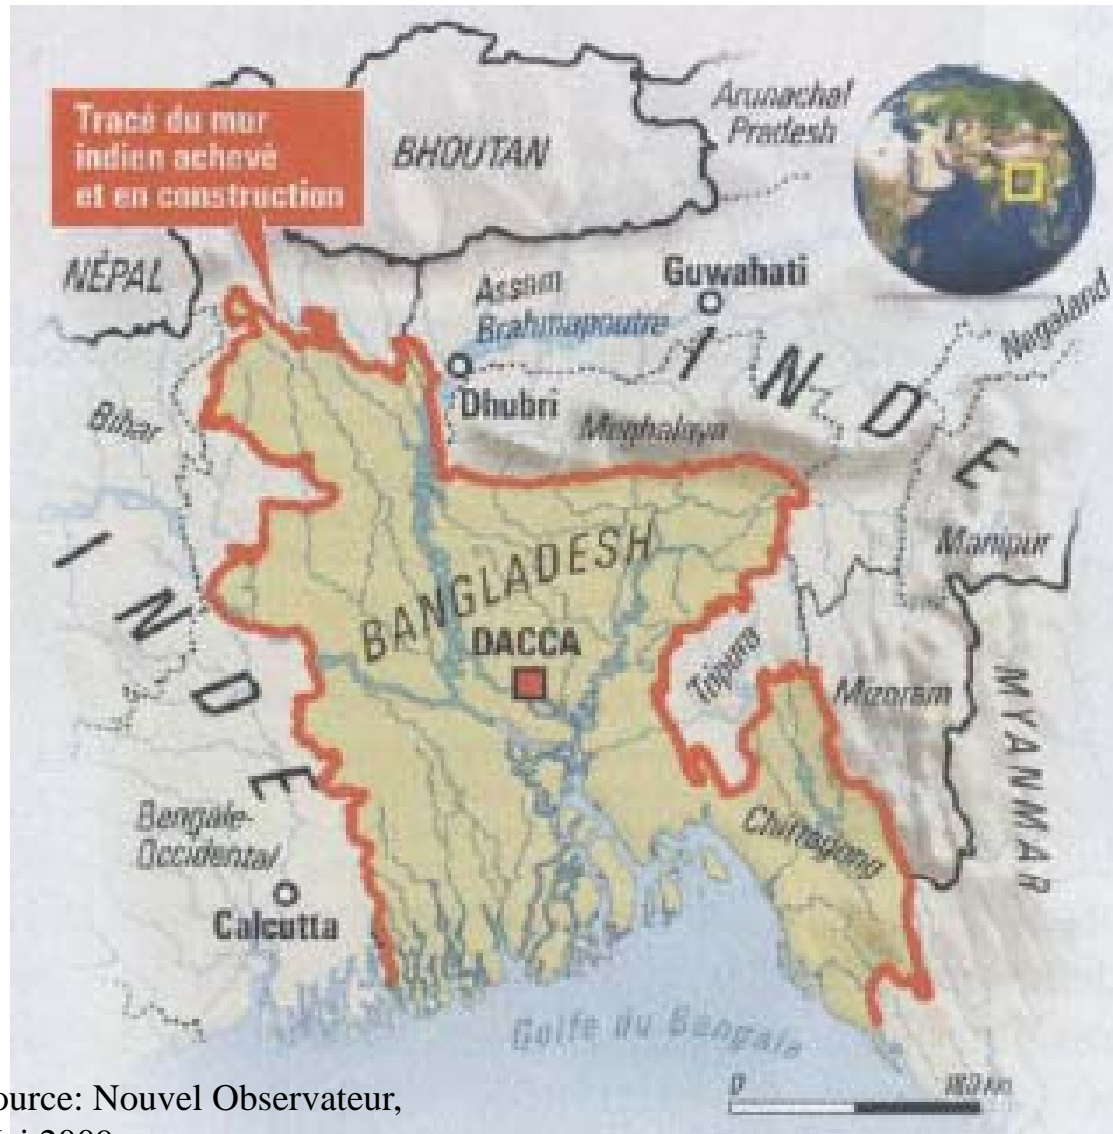 Tracé du mur
indien achevé
et en construction
BHOUTAN
Arunachal
Pradesh
NÉPAL
Assam
Brahmapoutre
Guwahati
Nagaland
INDE
Dhubri
Bihar
Meghalaya
Manipur
INDE
BANGLADESH
DACCA
Tripura
Mizoram
MYANMAR
Bengale-
Occidental
Chittagong
Calcutta
Golfe du Bengale
0
ource: Nouvel Observateur,
2009